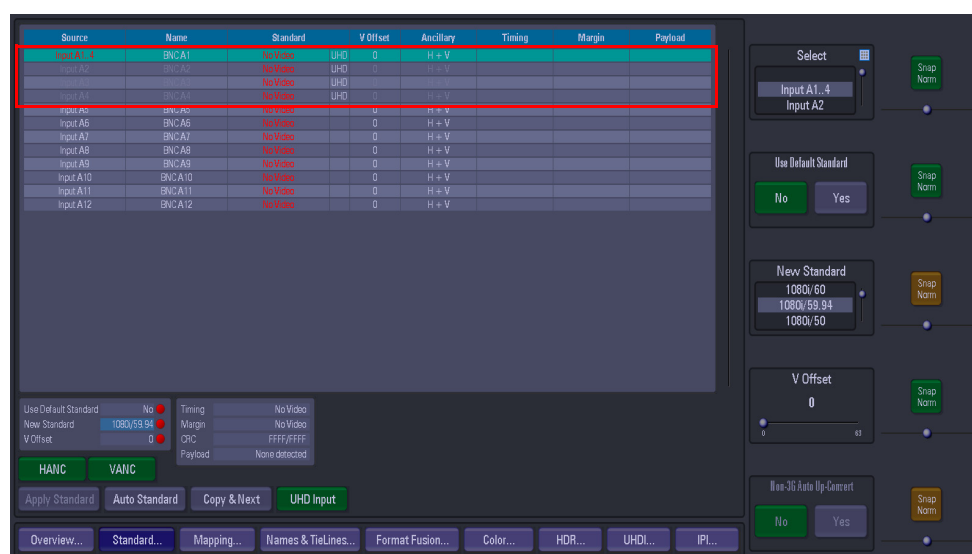 Source Name Standard V Offset Ancillary Timing Margin Payload
Input A1..4 BNC A1 No Video UHD 0 H + V
Input A2 BNC A2 No Video UHD 0 H + V
No Video UHD
Input A4 BNC A4 No Video UHD 0 H + V
Input A5 BNC A5 No Video 0 H + V
Input A6 BNC A6 No Video 0 H + V
Input A7 BNC A7 No Video 0 H + V
Input A8 BNC A8 No Video 0 H + V
Input A9 BNC A9 No Video 0 H + V
Input A10 BNC A10 No Video 0 H + V
Input A11 BNC A11 No Video 0 H + V
Input A12 BNC A12 No Video 0 H + V
Use Default Standard No
New Standard 1080i/59.94
V Offset 0
Timing No Video
Margin No Video
CRC FFFF/FFFF
Payload None detected
HANC VANC
Apply Standard Auto Standard Copy & Next UHD Input
Overview... Standard... Mapping... Names & TieLines... Format Fusion... Color... HDR... UHDI... IPI...
Select
Input A1..4
Input A2
Snap
Norm
Use Default Standard
No Yes
Snap
Norm
New Standard
1080i/60
1080i/59.94
1080i/50
Snap
Norm
V Offset
0
0 63
Snap
Norm
Non-3G Auto Up-Convert
No Yes
Snap
Norm